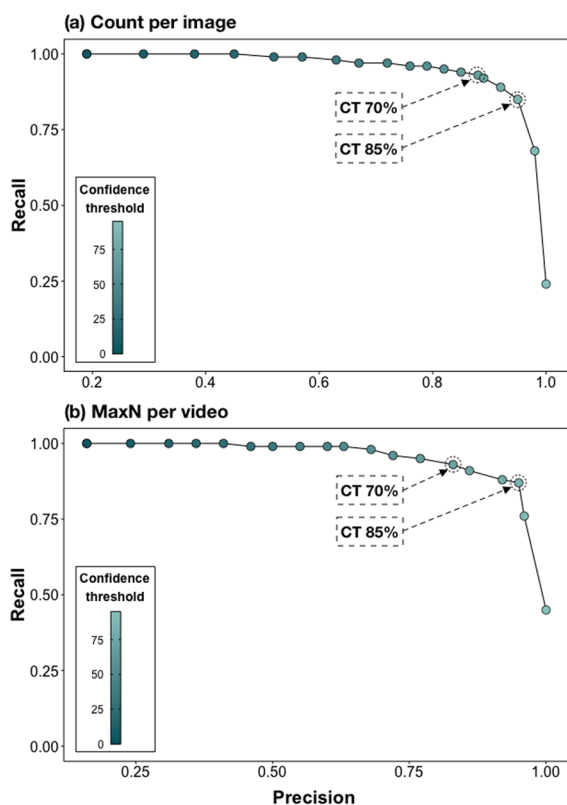 (a) Count per image
1.00
0.75
0.50
0.25
0.00
Recall
CT 70%
CT 85%
Confidence
threshold
75
50
25
0
0.2 0.4 0.6 0.8 1.0
(b) MaxN per video
1.00
0.75
0.50
0.25
0.00
Recall
CT 70%
CT 85%
Confidence
threshold
75
50
25
0
0.25 0.50 0.75 1.00
Precision